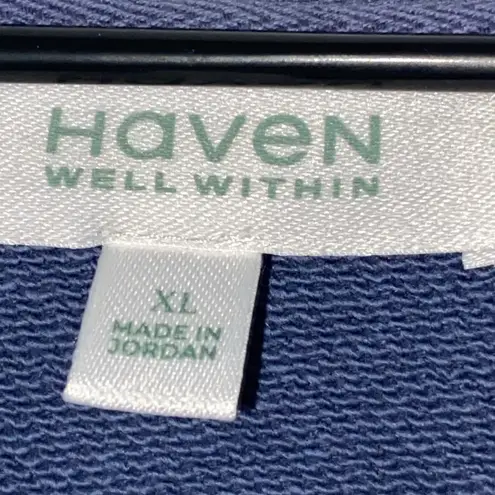 HaveN
WELL WITHIN
XL
MADE IN
JORDAN